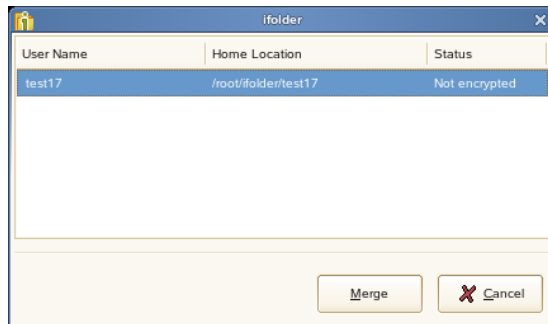 ifolder
User Name Home Location Status
test17 /root/ifolder/test17 Not encrypted
Merge Cancel